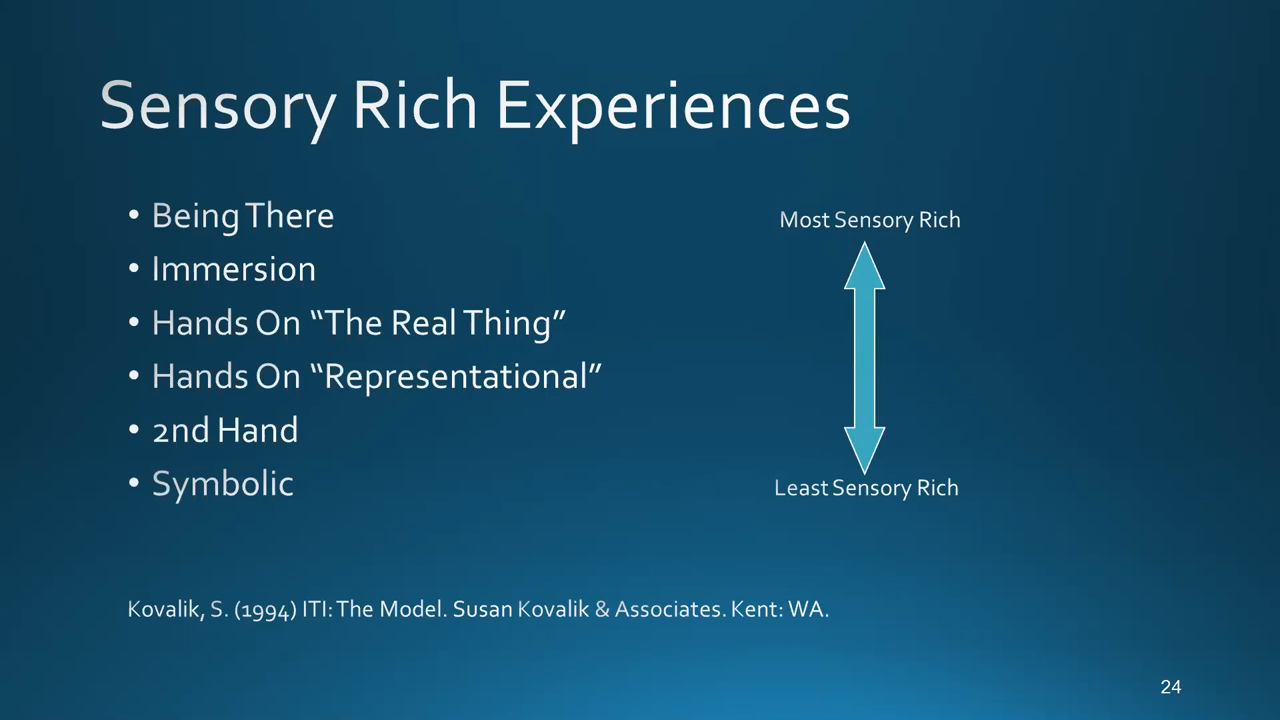 Sensory Rich Experiences
• Being There
• Immersion
• Hands On “The Real Thing”
• Hands On “Representational”
• 2nd Hand
• Symbolic
Most Sensory Rich
Least Sensory Rich
Kovalik, S. (1994) ITI: The Model. Susan Kovalik & Associates. Kent: WA.
24